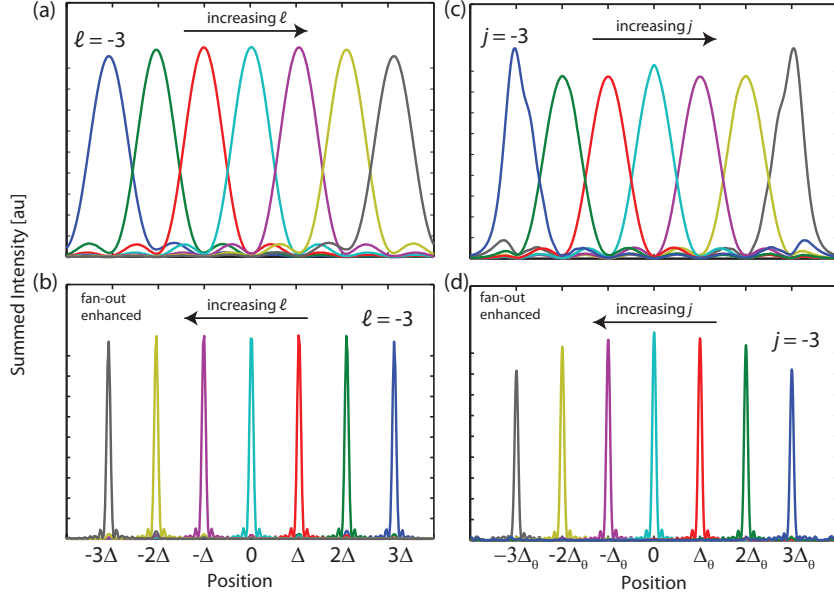 (a)
increasing ℓ
ℓ = -3
(c)
increasing j
j = -3
Summed Intensity [au]
(b)
fan-out
enhanced
increasing ℓ
ℓ = -3
(d)
fan-out
enhanced
increasing j
j = -3
-3Δ -2Δ -Δ 0 Δ 2Δ 3Δ
Position
−3Δθ −2Δθ −Δθ 0 Δθ 2Δθ 3Δθ
Position